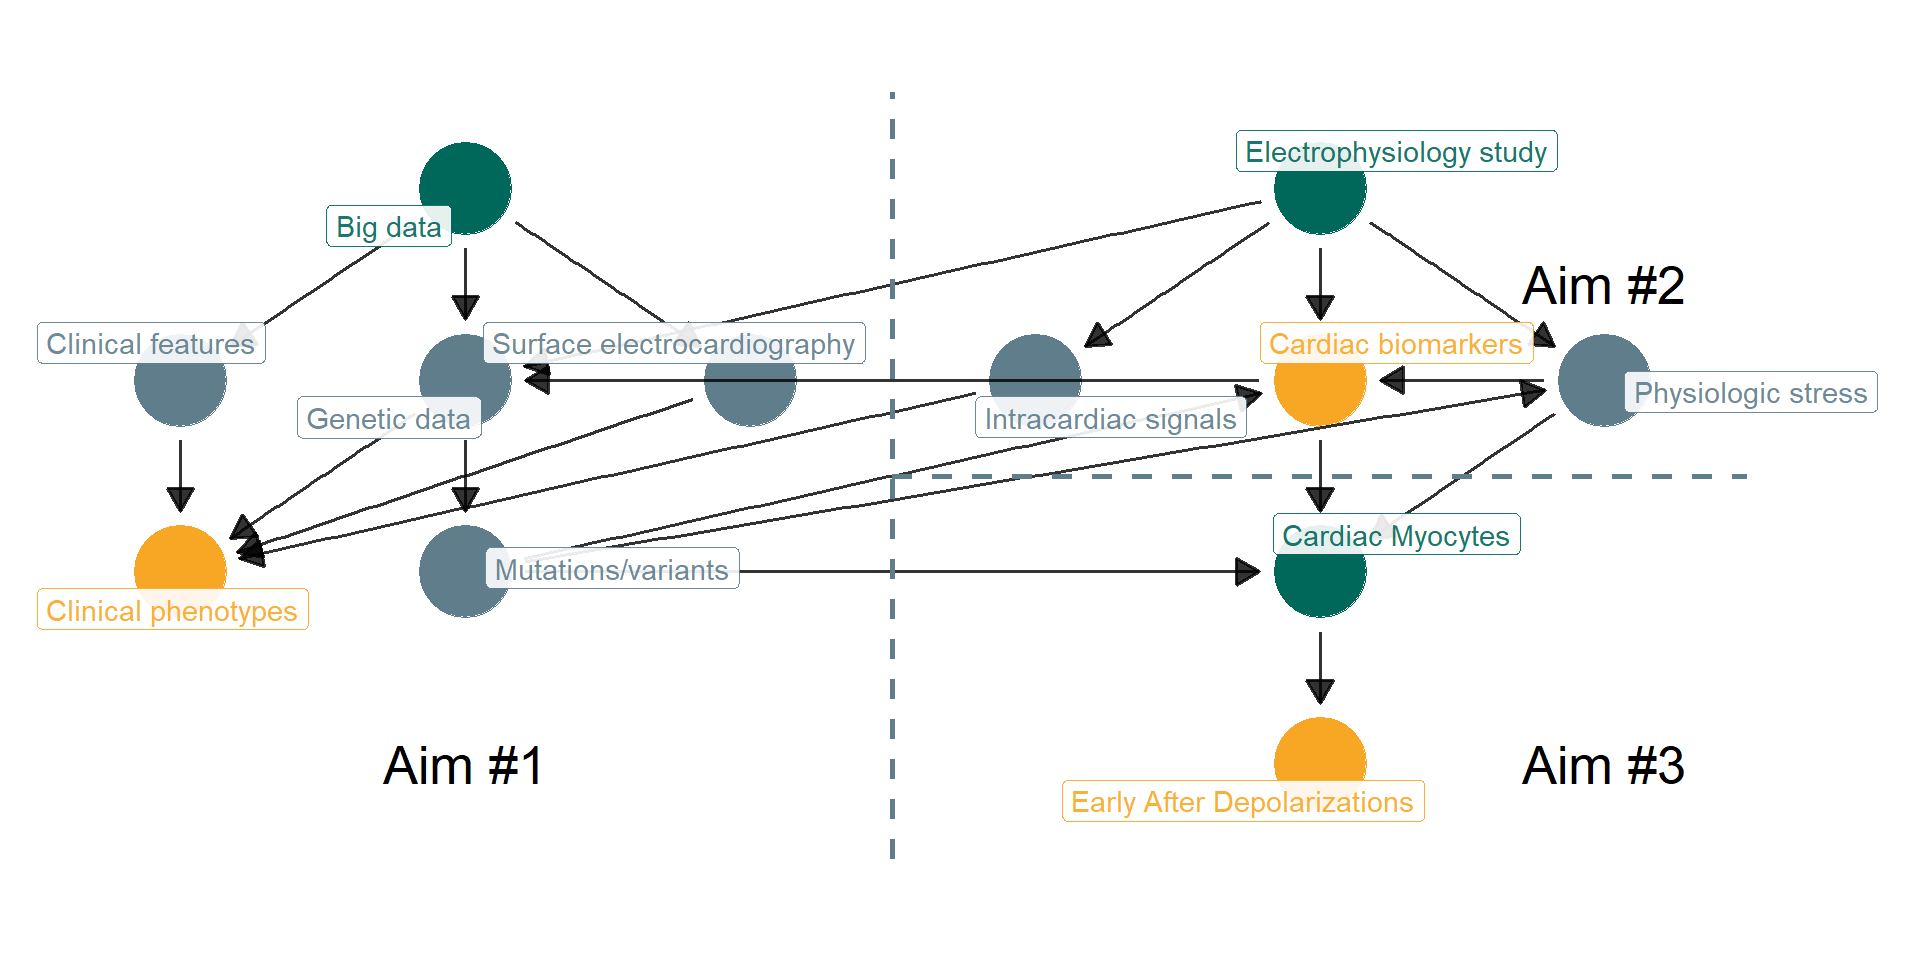 Electrophysiology study
Big data
Aim #2
Clinical features
Surface electrocardiography
Cardiac biomarkers
Physiologic stress
Genetic data
Intracardiac signals
Cardiac Myocytes
Mutations/variants
Clinical phenotypes
Aim #1
Aim #3
Early After Depolarizations